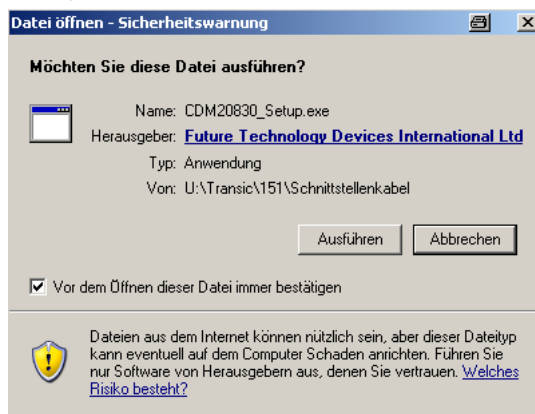 Datei öffnen - Sicherheitswarnung
Möchten Sie diese Datei ausführen?
Name: CDM20830_Setup.exe
Herausgeber: Future Technology Devices International Ltd
Typ: Anwendung
Von: U:\Transic\151\Schnittstellenkabel
Ausführen Abbrechen
Vor dem Öffnen dieser Datei immer bestätigen
Dateien aus dem Internet können nützlich sein, aber dieser Dateityp
kann eventuell auf dem Computer Schaden anrichten. Führen Sie
nur Software von Herausgebern aus, denen Sie vertrauen. Welches
Risiko besteht?